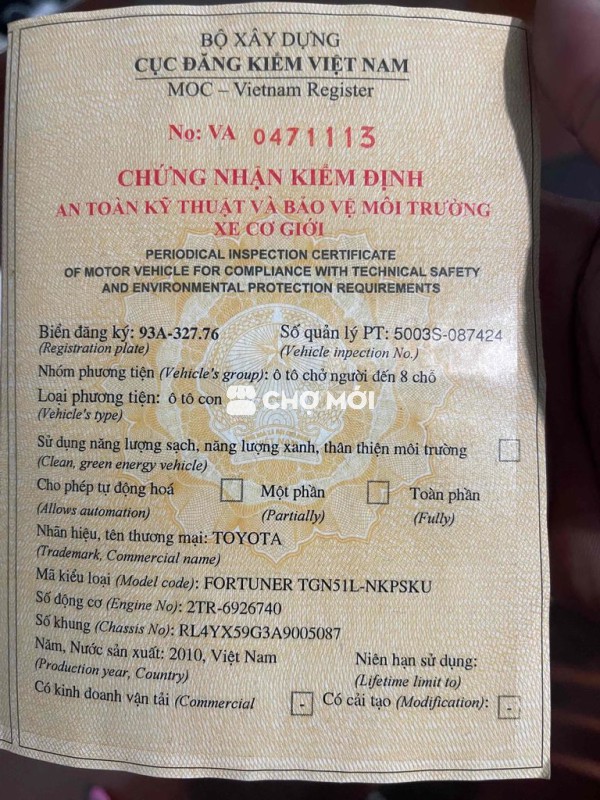 BỘ XÂY DỰNG
CỤC ĐĂNG KIỂM VIỆT NAM
MOC – Vietnam Register
No: VA 0471113
CHỨNG NHẬN KIỂM ĐỊNH
AN TOÀN KỸ THUẬT VÀ BẢO VỆ MÔI TRƯỜNG
XE CƠ GIỚI
PERIODICAL INSPECTION CERTIFICATE
OF MOTOR VEHICLE FOR COMPLIANCE WITH TECHNICAL SAFETY
AND ENVIRONMENTAL PROTECTION REQUIREMENTS
Biển đăng ký: 93A-327.76 Số quản lý PT: 5003S-087424
(Registration plate) (Vehicle inpection No.)
Nhóm phương tiện (Vehicle's group): ô tô chở người đến 8 chỗ
Loại phương tiện: ô tô con
(Vehicle's type)
CHỢ MỚI
Sử dụng năng lượng sạch, năng lượng xanh, thân thiện môi trường
(Clean, green energy vehicle)
Cho phép tự động hoá Một phần Toàn phần
(Allows automation) (Partially) (Fully)
Nhãn hiệu, tên thương mại: TOYOTA
(Trademark, Commercial name)
Mã kiểu loại (Model code): FORTUNER TGN51L-NKPSKU
Số động cơ (Engine No): 2TR-6926740
Số khung (Chassis No): RL4YX59G3A9005087
Năm, Nước sản xuất: 2010, Việt Nam Niên hạn sử dụng:
(Production year, Country) (Lifetime limit to)
Có kinh doanh vận tải (Commercial - Có cải tạo (Modification): -